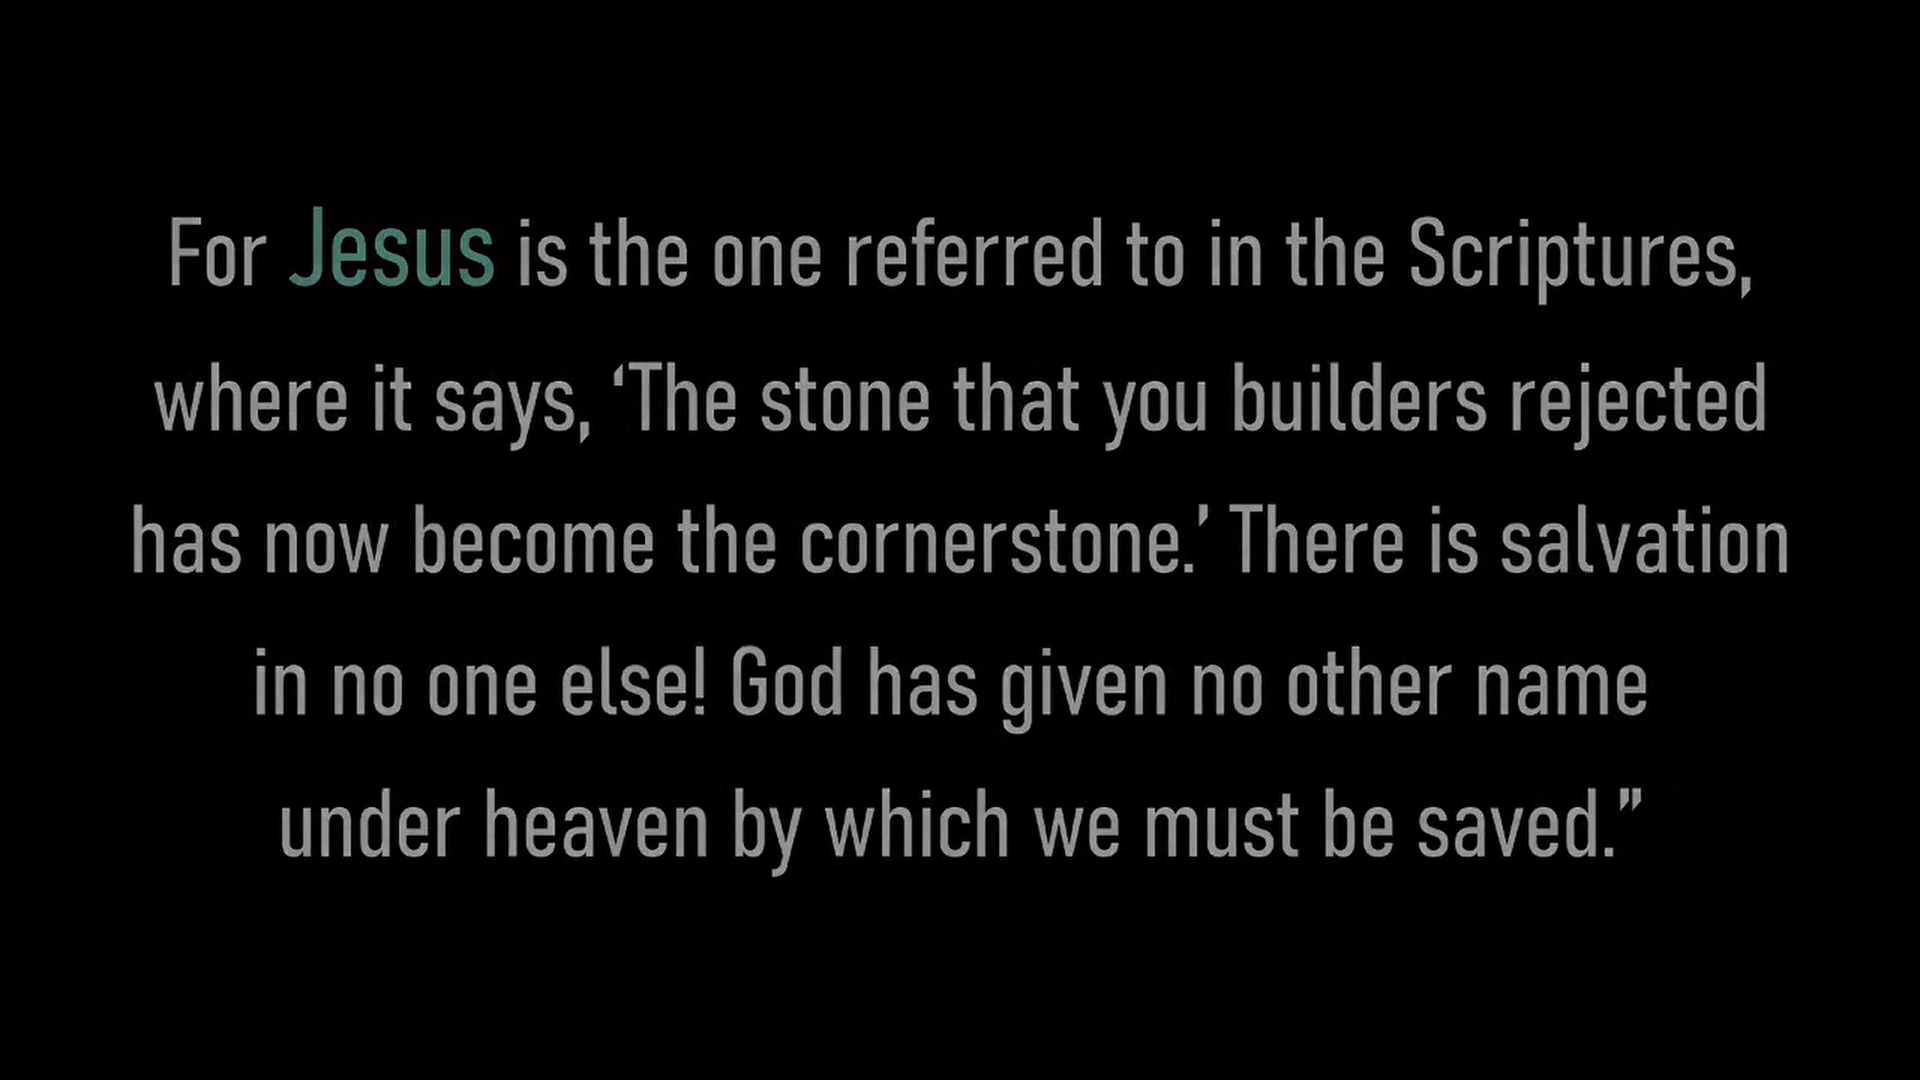 For Jesus is the one referred to in the Scriptures,
where it says, ‘The stone that you builders rejected
has now become the cornerstone.’ There is salvation
in no one else! God has given no other name
under heaven by which we must be saved.”